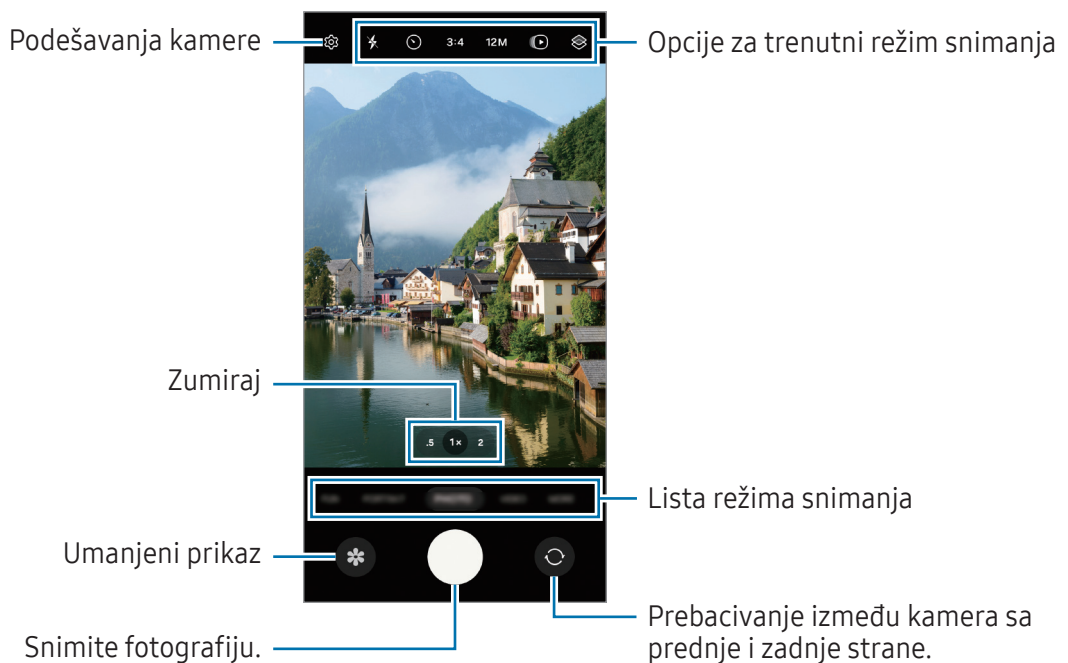 Podešavanja kamere
3:4
12M
Opcije za trenutni režim snimanja
Zumiraj
.5 1× 2
PHOTO
Lista režima snimanja
Umanjeni prikaz
Snimite fotografiju.
Prebacivanje između kamera sa
prednje i zadnje strane.